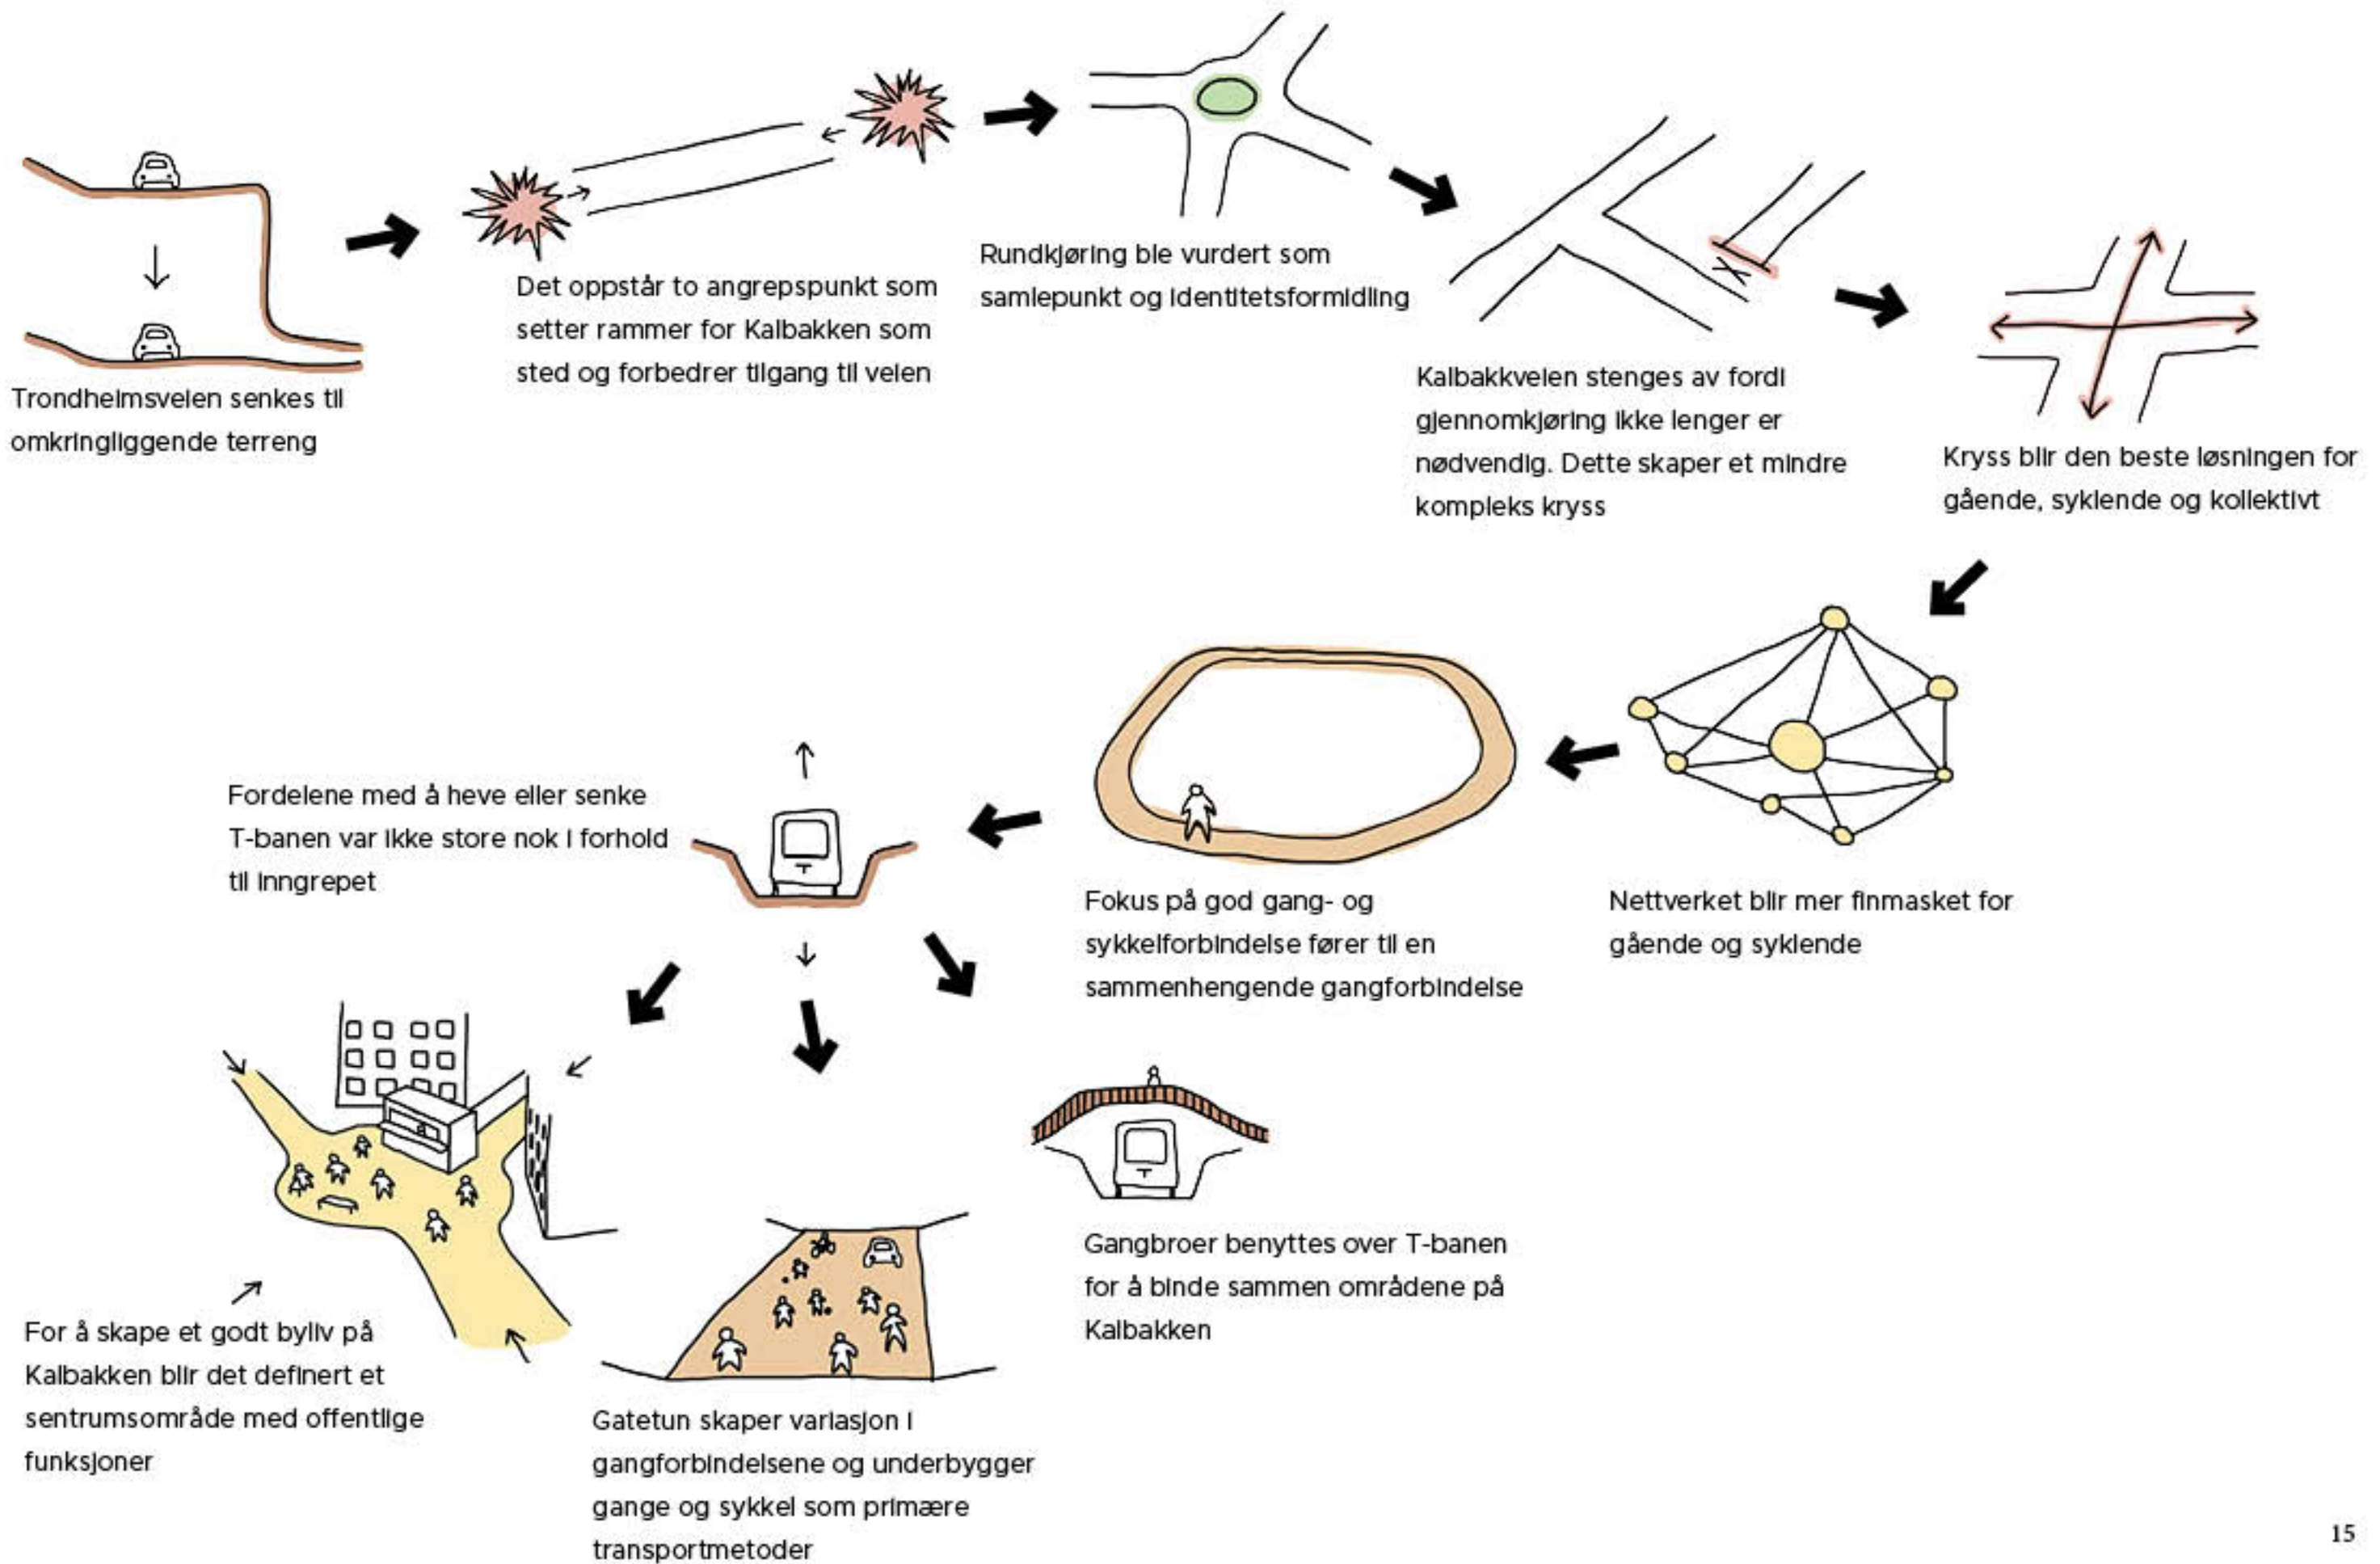 Trondheimsveien senkes til
omkringliggende terreng
Det oppstår to angrepspunkt som
setter rammer for Kalbakken som
sted og forbedrer tilgang til veien
Rundkjøring ble vurdert som
samlepunkt og identitetsformidling
Kalbakkveien stenges av fordi
gjennomkjøring ikke lenger er
nødvendig. Dette skaper et mindre
kompleks kryss
Kryss blir den beste løsningen for
gående, syklende og kollektivt
Nettverket blir mer finmasket for
gående og syklende
Fokus på god gang- og
sykkelforbindelse fører til en
sammenhengende gangforbindelse
Fordelene med å heve eller senke
T-banen var ikke store nok i forhold
til inngrepet
T
For å skape et godt byliv på
Kalbakken blir det definert et
sentrumsområde med offentlige
funksjoner
Gatetun skaper variasjon i
gangforbindelsene og underbygger
gange og sykkel som primære
transportmetoder
T
Gangbroer benyttes over T-banen
for å binde sammen områdene på
Kalbakken
15